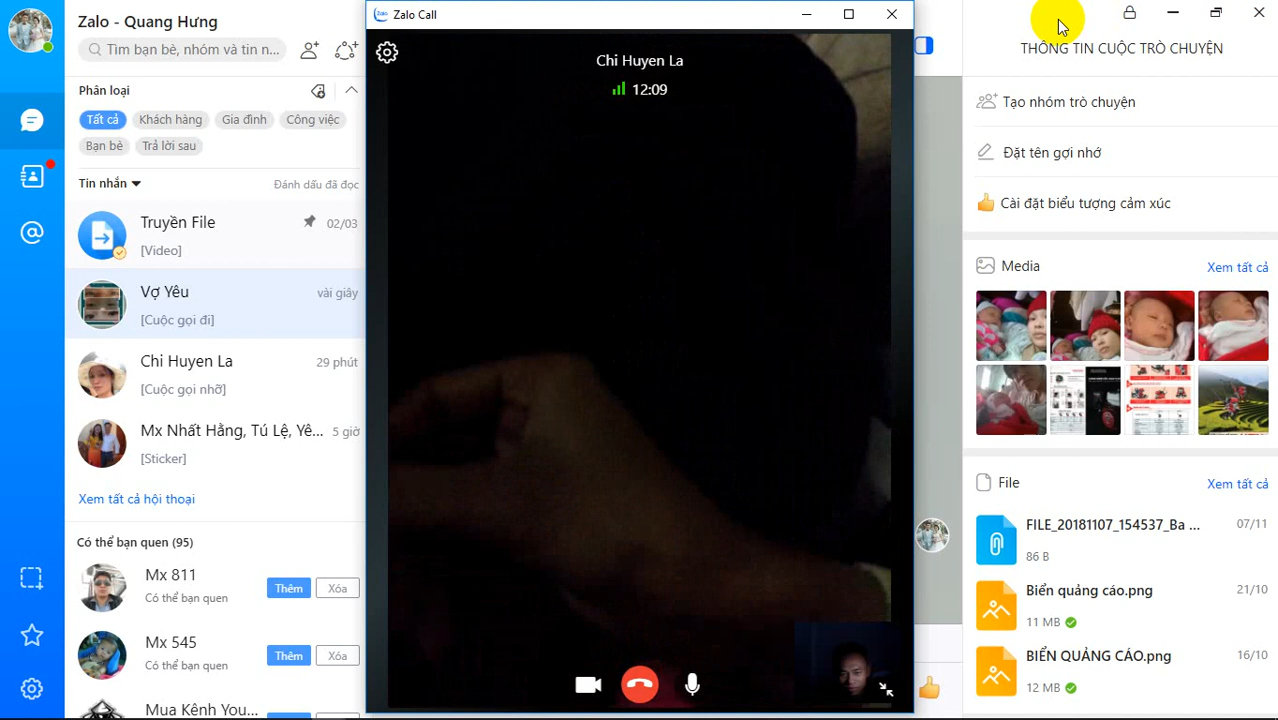 Zalo - Quang Hưng
Tìm bạn bè, nhóm và tin n...
Phân loại
Tất cả
Khách hàng
Gia đình
Công việc
Bạn bè
Trả lời sau
Tin nhắn
Đánh dấu đã đọc
Truyền File
02/03
[Video]
Vợ Yêu
vài giây
[Cuộc gọi đi]
Chi Huyen La
29 phút
[Cuộc gọi nhỡ]
Mx Nhất Hằng, Tú Lệ, Yê...
5 giờ
[Sticker]
Xem tất cả hội thoại
Có thể bạn quen (95)
Mx 811
Có thể bạn quen
Thêm
Xóa
Mx 545
Có thể bạn quen
Thêm
Xóa
Mua Kênh You...
Zalo Call
Chi Huyen La
12:09
THÔNG TIN CUỘC TRÒ CHUYỆN
Tạo nhóm trò chuyện
Đặt tên gợi nhớ
Cài đặt biểu tượng cảm xúc
Media
Xem tất cả
File
Xem tất cả
FILE_20181107_154537_Ba ...
07/11
86 B
Biển quảng cáo.png
21/10
11 MB
BIỂN QUẢNG CÁO.png
16/10
12 MB